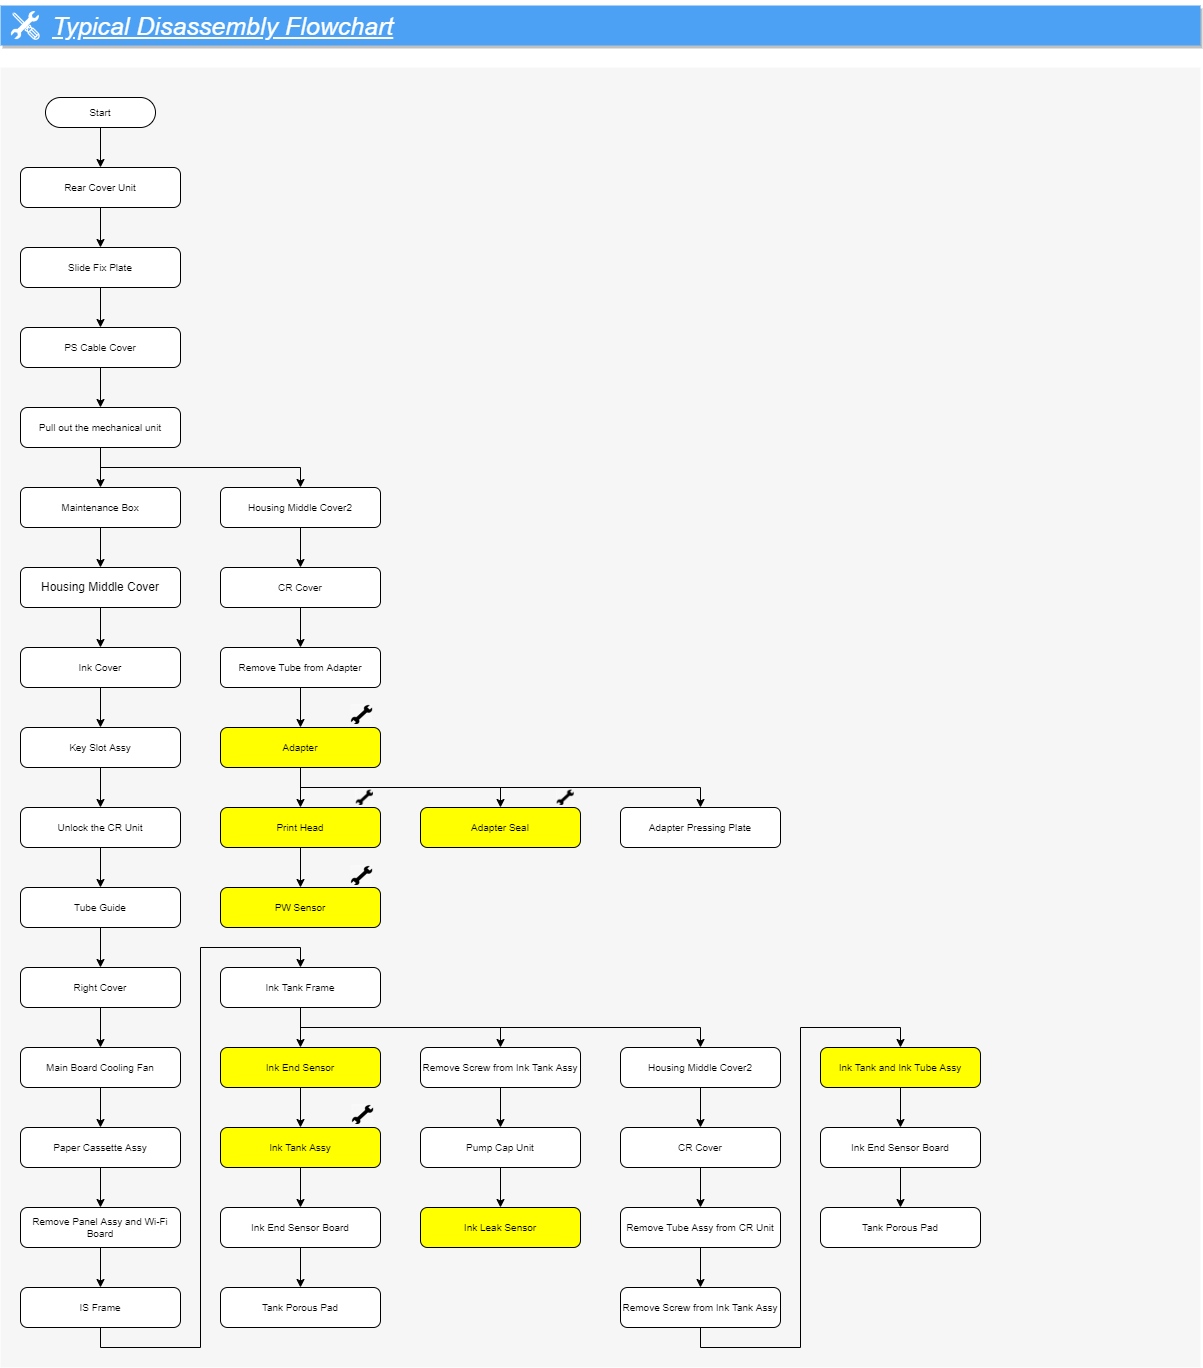 Typical Disassembly Flowchart
Start
Rear Cover Unit
Slide Fix Plate
PS Cable Cover
Pull out the mechanical unit
Maintenance Box
Housing Middle Cover
Ink Cover
Key Slot Assy
Unlock the CR Unit
Tube Guide
Right Cover
Main Board Cooling Fan
Paper Cassette Assy
Remove Panel Assy and Wi-Fi
Board
IS Frame
Housing Middle Cover2
CR Cover
Remove Tube from Adapter
Adapter
Print Head
PW Sensor
Adapter Seal
Adapter Pressing Plate
Ink Tank Frame
Ink End Sensor
Ink Tank Assy
Ink End Sensor Board
Tank Porous Pad
Remove Screw from Ink Tank Assy
Pump Cap Unit
Ink Leak Sensor
Housing Middle Cover2
CR Cover
Remove Tube Assy from CR Unit
Remove Screw from Ink Tank Assy
Ink Tank and Ink Tube Assy
Ink End Sensor Board
Tank Porous Pad